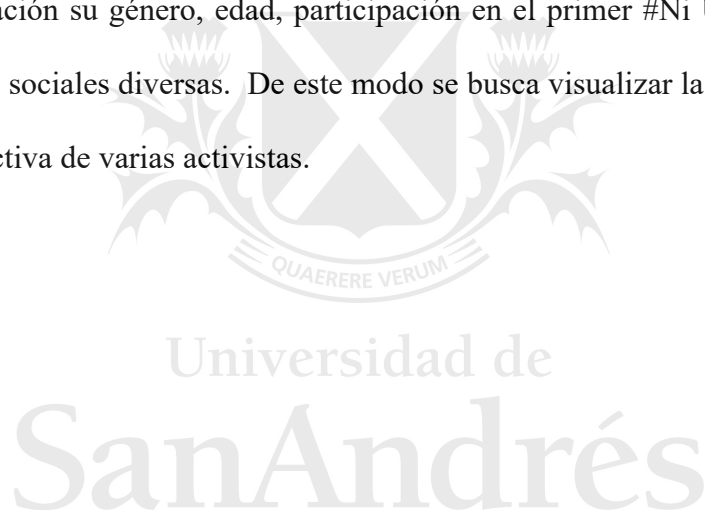 ación su género, edad, participación en el primer #Ni
sociales diversas. De este modo se busca visualizar la
ctiva de varias activistas.
QUAERERE VERUM
Universidad de
SanAndrés